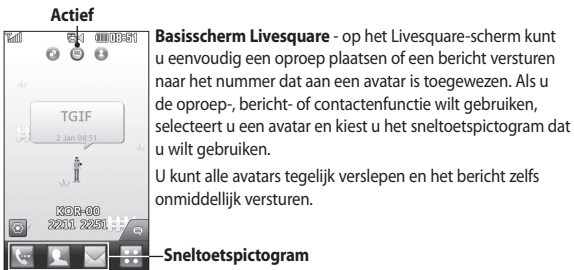 Actief
08:51
TGIF
2 Jan 08:51
KOR-00
2211 2251
Sneltoetspictogram
Basisscherm Livesquare - op het Livesquare-scherm kunt
u eenvoudig een oproep plaatsen of een bericht versturen
naar het nummer dat aan een avatar is toegewezen. Als u
de oproep-, bericht- of contactenfunctie wilt gebruiken,
selecteert u een avatar en kiest u het sneltoetspictogram dat
u wilt gebruiken.
U kunt alle avatars tegelijk verslepen en het bericht zelfs
onmiddellijk versturen.